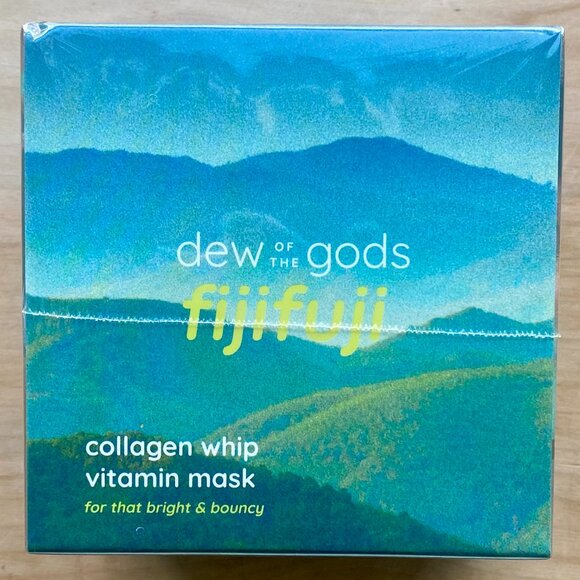 dew OF THE gods
fijifuji
collagen whip
vitamin mask
for that bright & bouncy